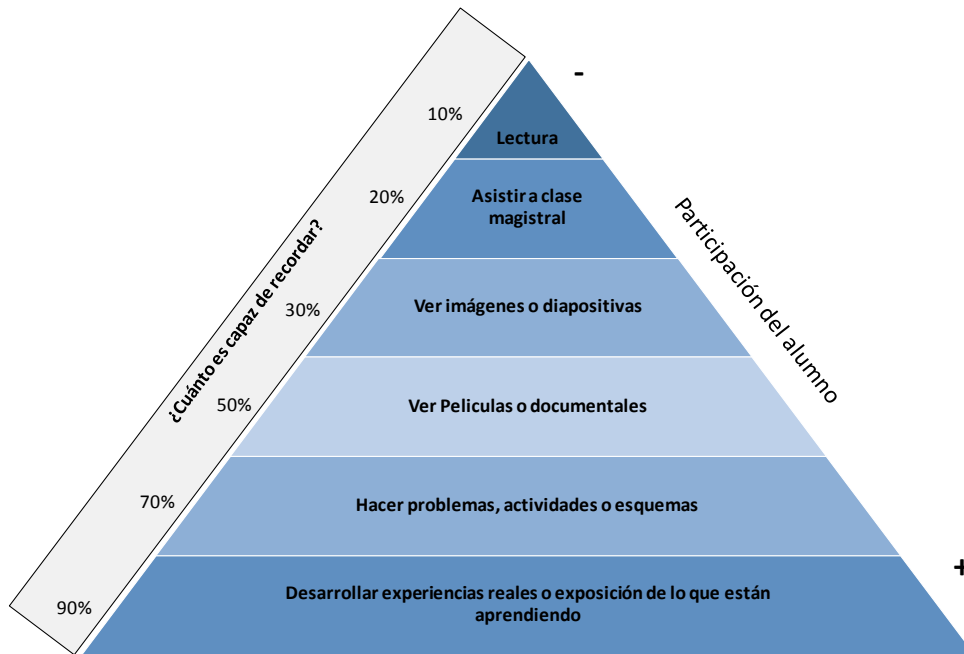 -
10%
Lectura
20%
Asistir a clase
magistral
30%
Ver imágenes o diapositivas
50%
Ver Peliculas o documentales
70%
Hacer problemas, actividades o esquemas
90%
Desarrollar experiencias reales o exposición de lo que están
aprendiendo
¿Cuánto es capaz de recordar?
Participación del alumno
+